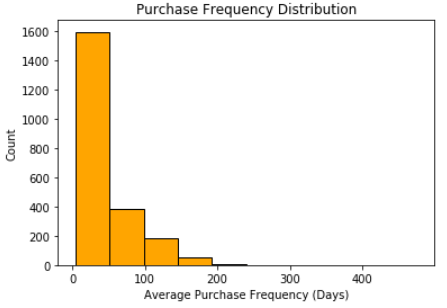 Purchase Frequency Distribution
1600
1400
1200
1000
800
600
400
200
0
Count
0 100 200 300 400
Average Purchase Frequency (Days)